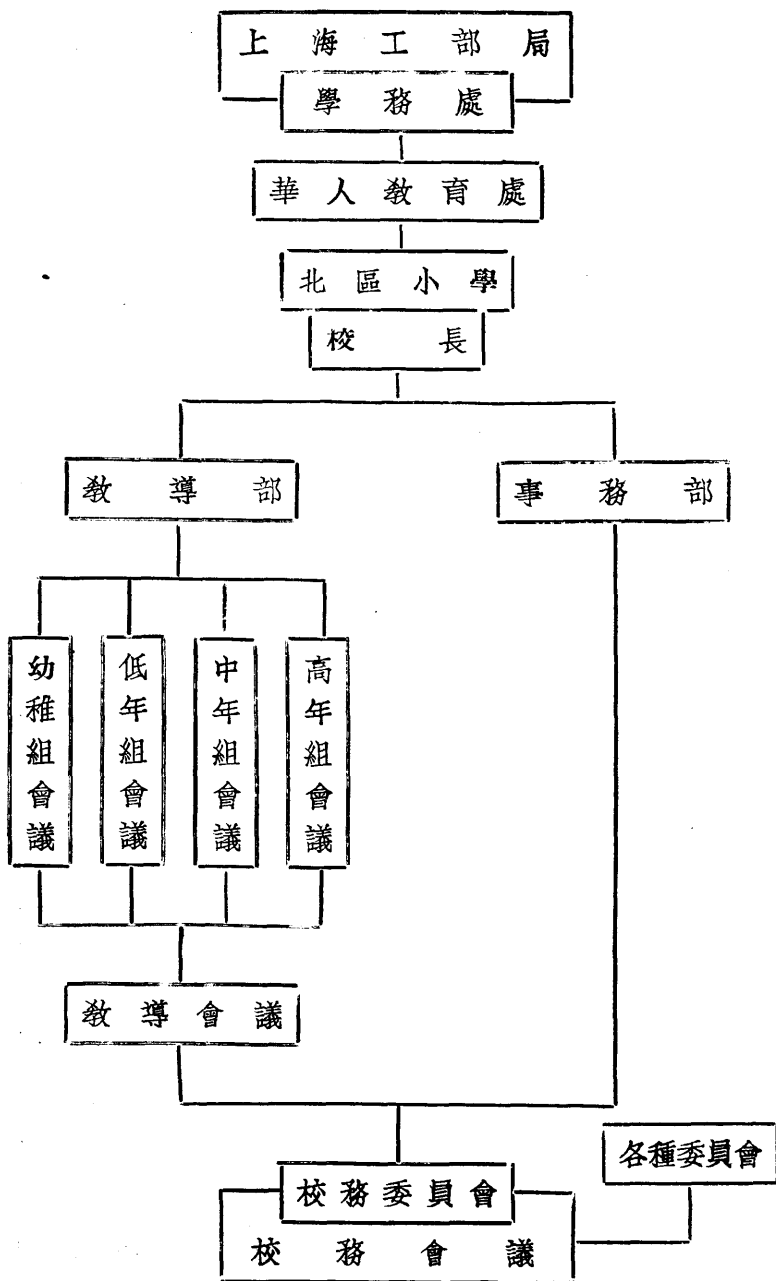 上海工部局
學務處
華人教育處
北區小學
校長
教導部
事務部
幼稚組會議
低年組會議
中年組會議
高年組會議
教導會議
各種委員會
校務委員會
校務會議